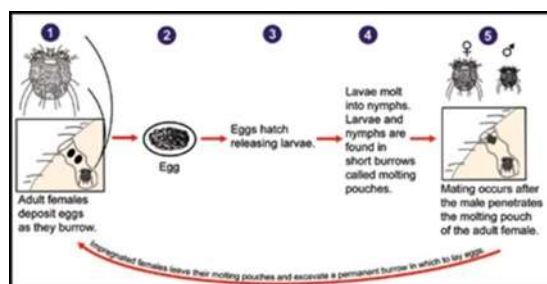 1
2
3
4
5
♀
♂
Adult females
deposit eggs
as they burrow.
Egg
Eggs hatch
releasing larvae.
Lavae molt
into nymphs.
Larvae and
nymphs are
found in
short burrows
called molting
pouches.
Mating occurs after
the male penetrates
the molting pouch
of the adult female.
Impregnated females leave their molting pouches and excavate a permanent burrow in which to lay eggs.